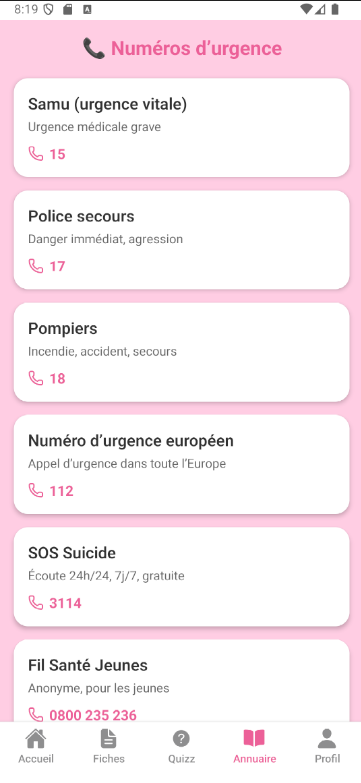 8:19
Numéros d’urgence
Samu (urgence vitale)
Urgence médicale grave
15
Police secours
Danger immédiat, agression
17
Pompiers
Incendie, accident, secours
18
Numéro d’urgence européen
Appel d’urgence dans toute l’Europe
112
SOS Suicide
Écoute 24h/24, 7j/7, gratuite
3114
Fil Santé Jeunes
Anonyme, pour les jeunes
0800 235 236
Accueil Fiches Quizz Annuaire Profil